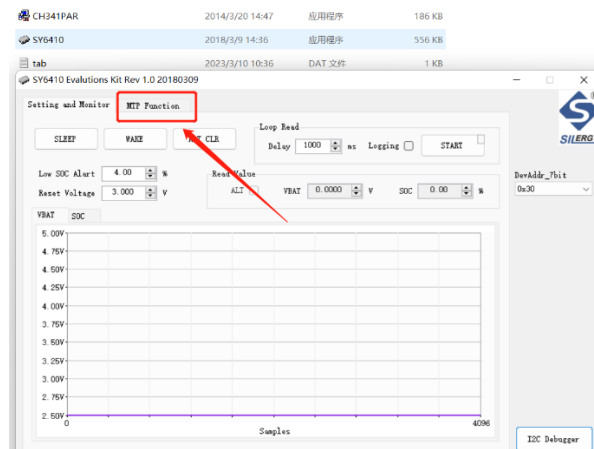 CH341PAR 2014/3/20 14:47 应用程序 186 KB
SY6410 2018/3/9 14:36 应用程序 556 KB
tab 2023/3/10 10:36 DAT 文件 1 KB
SY6410 Evalutions Kit Rev 1.0 20180309
Setting and Monitor MTP Function
SLEEP WAKE CLR
Loop Read
Delay 1000 ms Logging START
SILERG
Low SOC Alart 4.00 %
Reset Voltage 3.000 V
Read Value
ALT VBAT 0.0000 V SOC 0.00 %
DevAddr_7bit
0x30
VBAT SOC
5.00V
4.75V
4.50V
4.25V
4.00V
3.75V
3.50V
3.25V
3.00V
2.75V
2.50V
0 4096
Samples
I2C Debugger